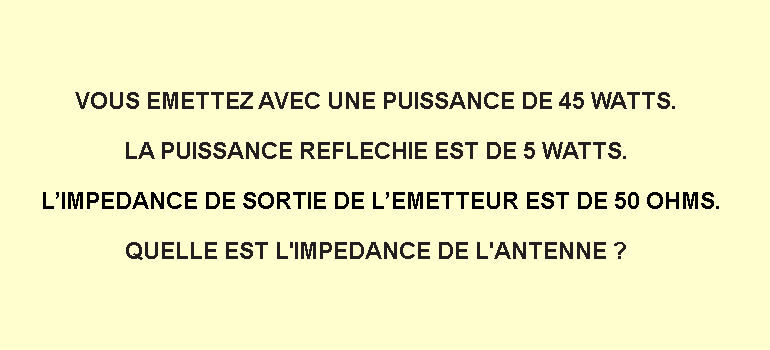 VOUS EMETTEZ AVEC UNE PUISSANCE DE 45 WATTS.
LA PUISSANCE REFLECHIE EST DE 5 WATTS.
L’IMPEDANCE DE SORTIE DE L’EMETTEUR EST DE 50 OHMS.
QUELLE EST L'IMPEDANCE DE L'ANTENNE ?